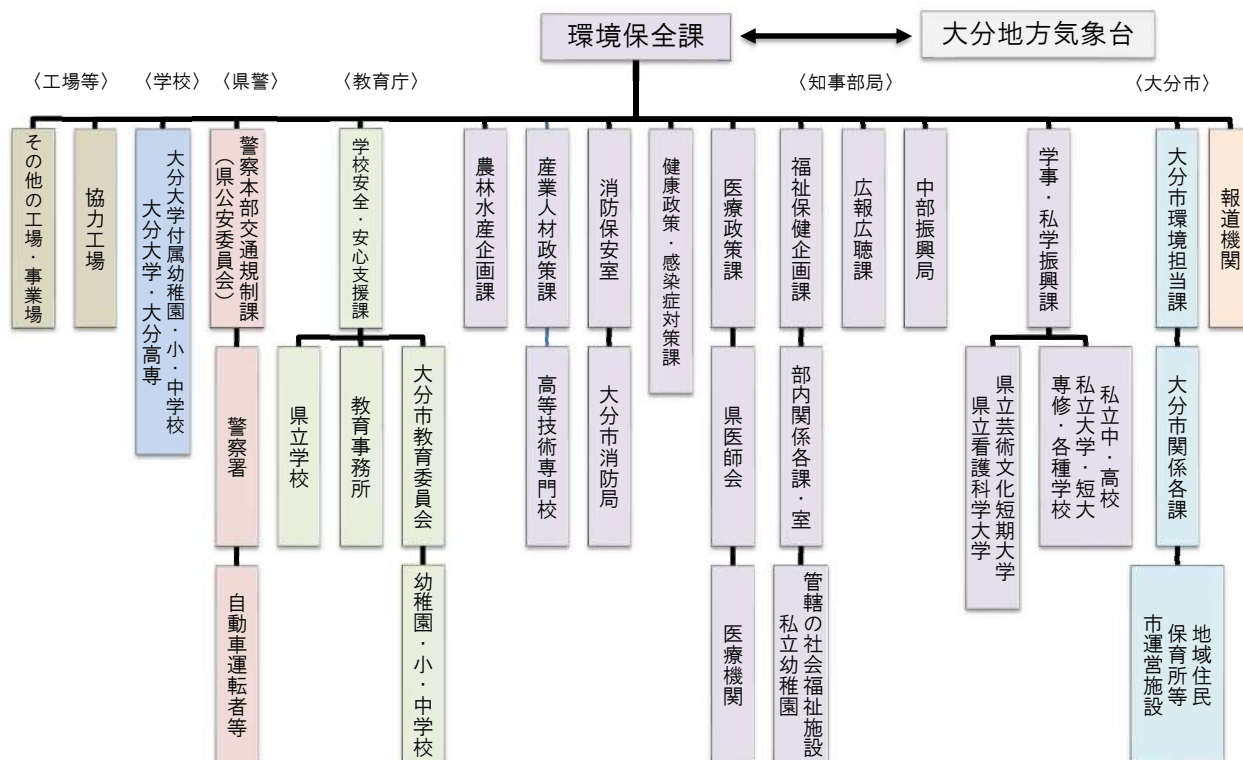 環境保全課
大分地方気象台
〈工場等〉
〈学校〉
〈県警〉
〈教育庁〉
〈知事部局〉
〈大分市〉
その他の工場・事業場
協力工場
大分大学付属幼稚園・小・中学校
大分大学・大分高専
警察本部交通規制課
(県公安委員会)
学校安全・安心支援課
農林水産企画課
産業人材政策課
消防保安室
健康政策・感染症対策課
医療政策課
福祉保健企画課
広報広聴課
中部振興局
学事・私学振興課
大分市環境担当課
報道機関
警察署
県立学校
教育事務所
大分市教育委員会
高等技術専門校
大分市消防局
県医師会
部内関係各課・室
県立芸術文化短期大学
県立看護科学大学
私立中・高校
私立大学・短大
専修・各種学校
大分市関係各課
自動車運転者等
幼稚園・小・中学校
医療機関
管轄の社会福祉施設
私立幼稚園
地域住民
保育所等
市運営施設